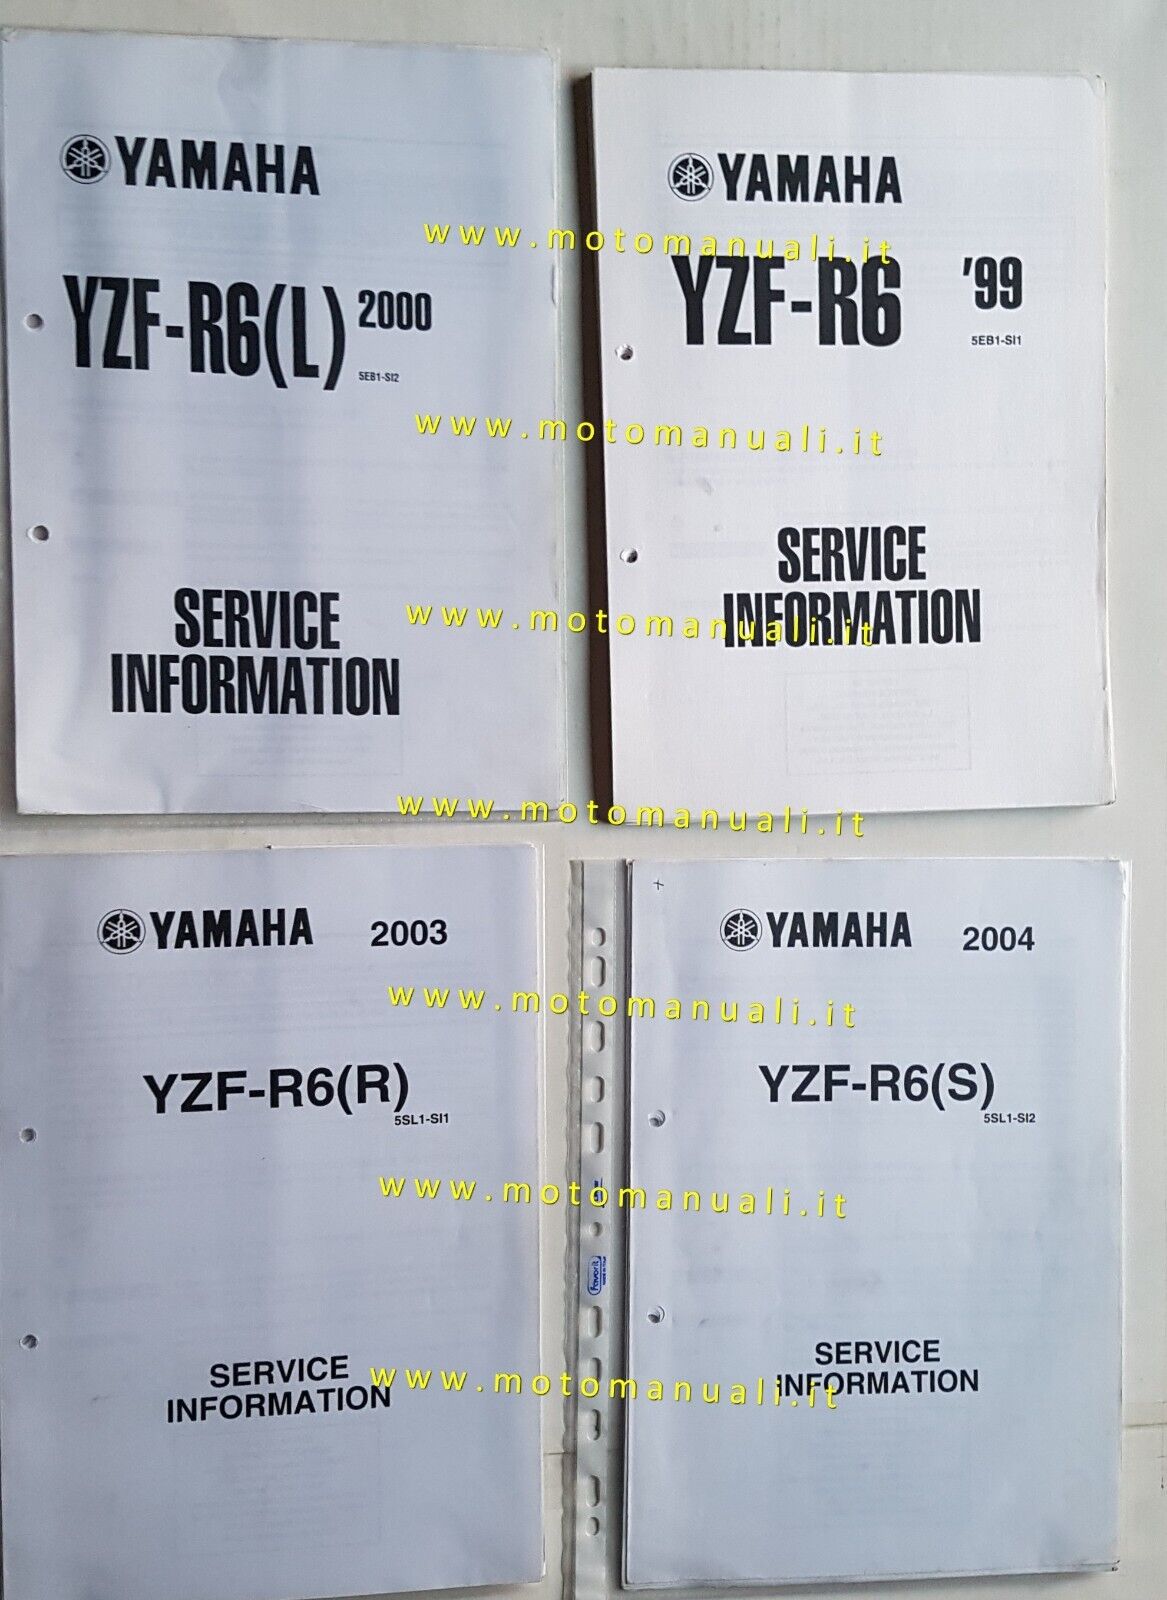 YAMAHA
YZF-R6(L) 2000
5EB1-SI2
SERVICE
INFORMATION
YAMAHA
YZF-R6 '99
5EB1-SI1
SERVICE
INFORMATION
YAMAHA 2003
YZF-R6(R)
5SL1-SI1
SERVICE
INFORMATION
YAMAHA 2004
YZF-R6(S)
5SL1-SI2
SERVICE
INFORMATION
favorit
www.motomanuali.it
www.motomanuali.it
www.motomanuali.it
www.motomanuali.it
www.motomanuali.it
www.motomanuali.it
www.motomanuali.it